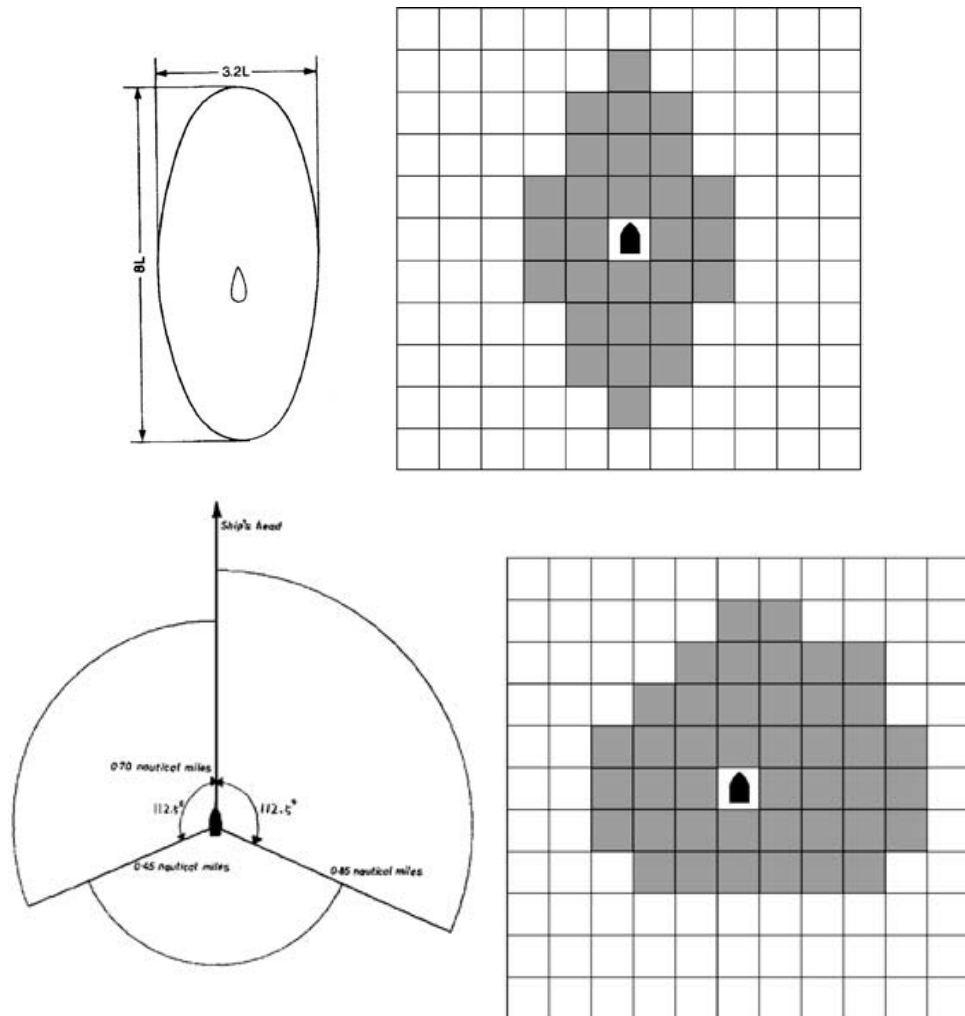 3.2L
8L
Ship's head
0·70 nautical miles
112.5° 112.5°
0·45 nautical miles
0·85 nautical miles